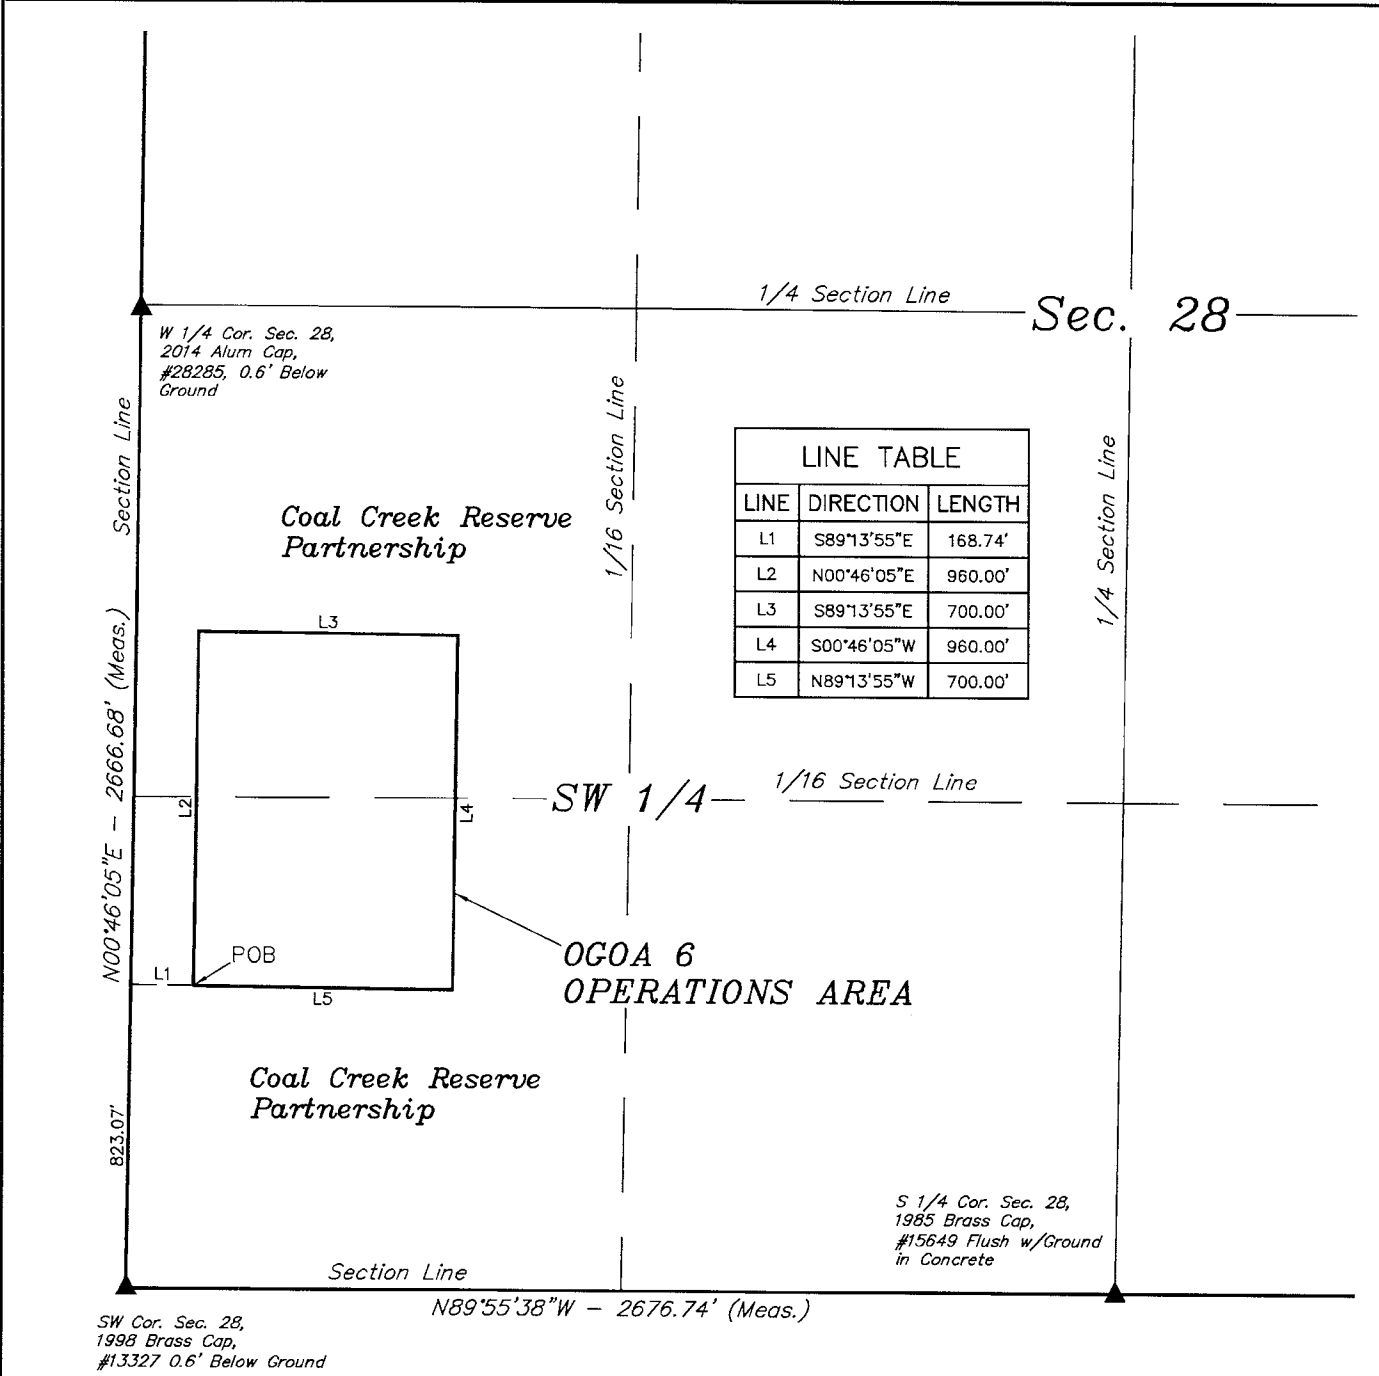 1/4 Section Line
Sec. 28
W 1/4 Cor. Sec. 28,
2014 Alum Cap,
#28285, 0.6' Below
Ground
Section Line
1/16 Section Line
1/4 Section Line
LINE TABLE
LINE DIRECTION LENGTH
L1 S89°13'55"E 168.74'
L2 N00°46'05"E 960.00'
L3 S89°13'55"E 700.00'
L4 S00°46'05"W 960.00'
L5 N89°13'55"W 700.00'
Coal Creek Reserve
Partnership
N00°46'05"E - 2666.68' (Meas.)
L3
L2
L4
SW 1/4
1/16 Section Line
L1
POB
L5
OGOA 6
OPERATIONS AREA
Coal Creek Reserve
Partnership
823.07'
S 1/4 Cor. Sec. 28,
1985 Brass Cap,
#15649 Flush w/Ground
in Concrete
Section Line
N89°55'38"W - 2676.74' (Meas.)
SW Cor. Sec. 28,
1998 Brass Cap,
#13327 0.6' Below Ground